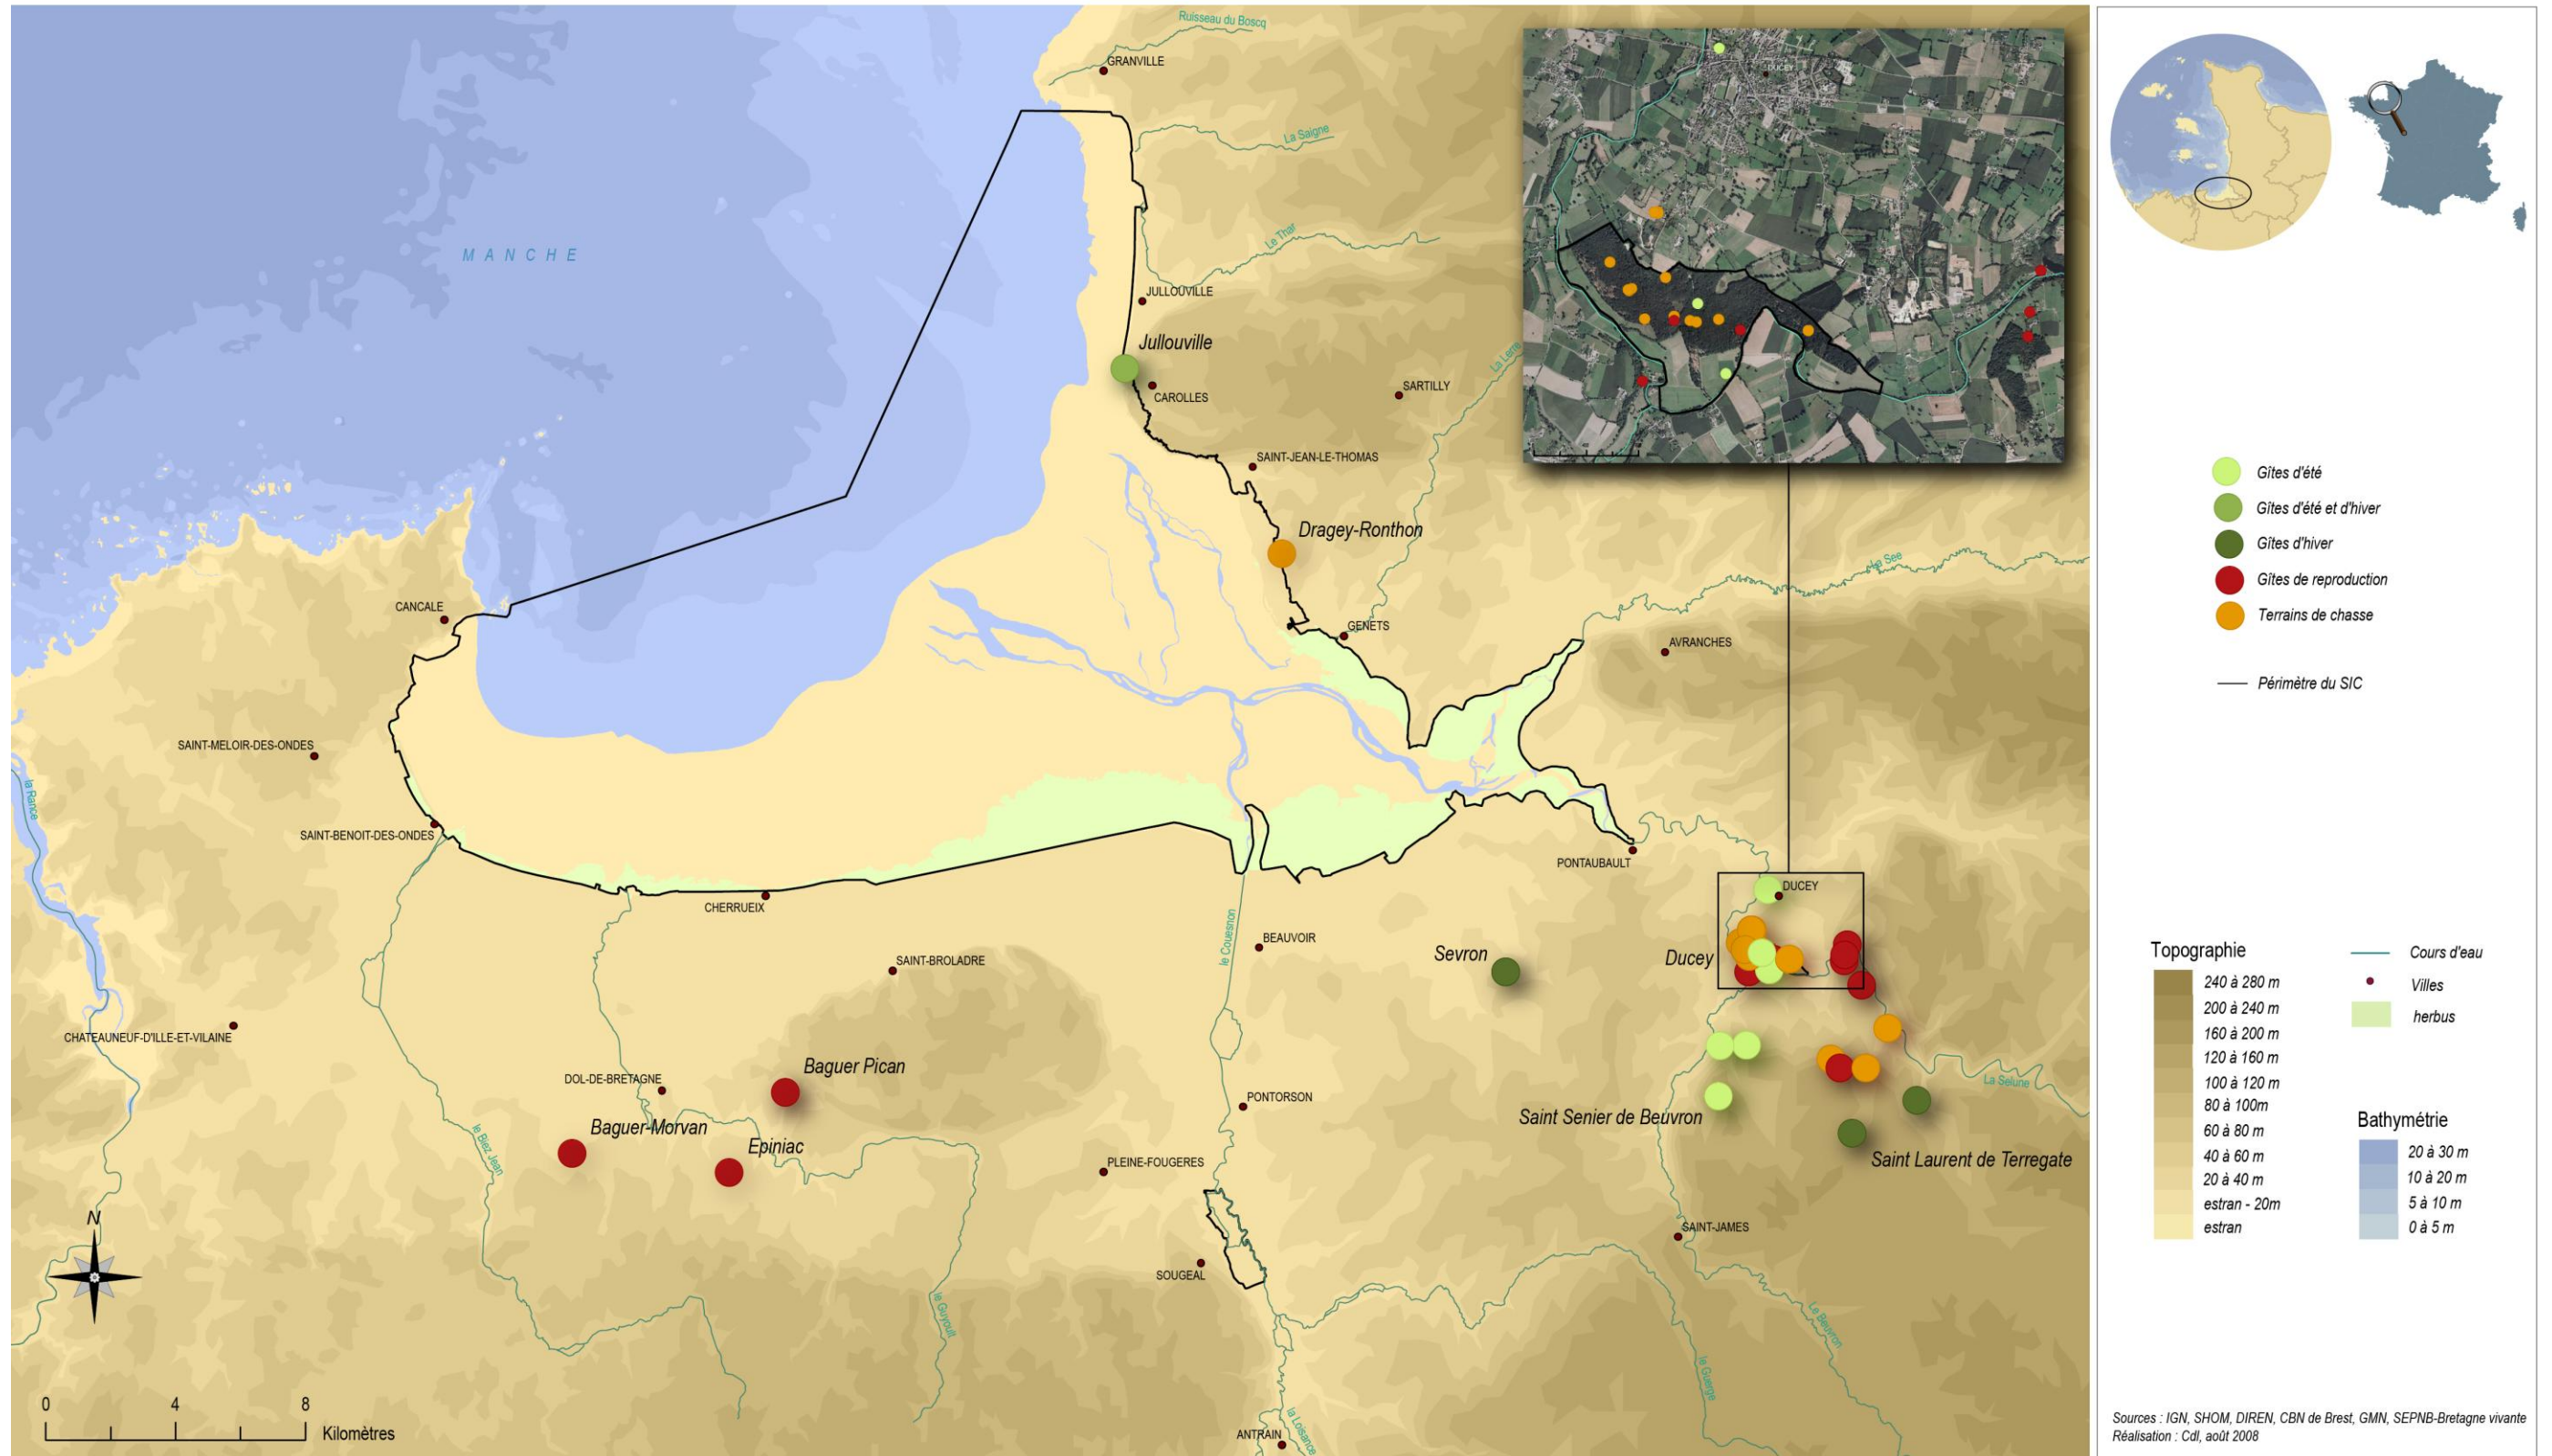 Ruisseau du Boscq
GRANVILLE
La Saigne
DUCEY
MANCHE
Le Thar
JULLOUVILLE
Jullouville
La Lerre
CAROLLES
SARTILLY
SAINT-JEAN-LE-THOMAS
Dragey-Ronthon
La See
CANCALE
GENETS
AVRANCHES
SAINT-MELOIR-DES-ONDES
la Rance
SAINT-BENOIT-DES-ONDES
PONTAUBAULT
DUCEY
CHERRUEIX
le Couesnon
BEAUVOIR
Sevron
Ducey
SAINT-BROLADRE
CHATEAUNEUF-D'ILLE-ET-VILAINE
Baguer Pican
DOL-DE-BRETAGNE
PONTORSON
La Selune
Saint Senier de Beuvron
le Biez Jean
Baguer-Morvan
Epiniac
PLEINE-FOUGERES
Saint Laurent de Terregate
N
SAINT-JAMES
SOUGEAL
le Guyoult
Le Beuvron
le Guerge
0 4 8
Kilomètres
ANTRAIN
la Loisance
Gîtes d'été
Gîtes d'été et d'hiver
Gîtes d'hiver
Gîtes de reproduction
Terrains de chasse
Périmètre du SIC
Topographie
240 à 280 m
200 à 240 m
160 à 200 m
120 à 160 m
100 à 120 m
80 à 100m
60 à 80 m
40 à 60 m
20 à 40 m
estran - 20m
estran
Cours d'eau
Villes
herbus
Bathymétrie
20 à 30 m
10 à 20 m
5 à 10 m
0 à 5 m
Sources : IGN, SHOM, DIREN, CBN de Brest, GMN, SEPNB-Bretagne vivante
Réalisation : Cdl, août 2008